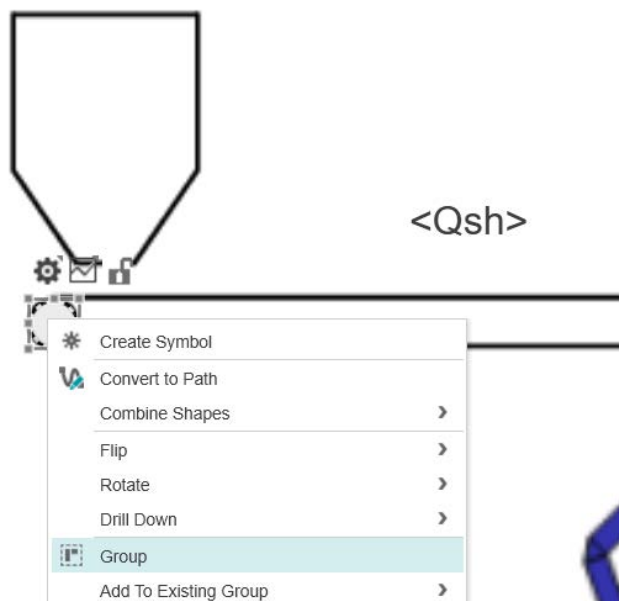 <Qsh>
Create Symbol
Convert to Path
Combine Shapes
Flip
Rotate
Drill Down
Group
Add To Existing Group